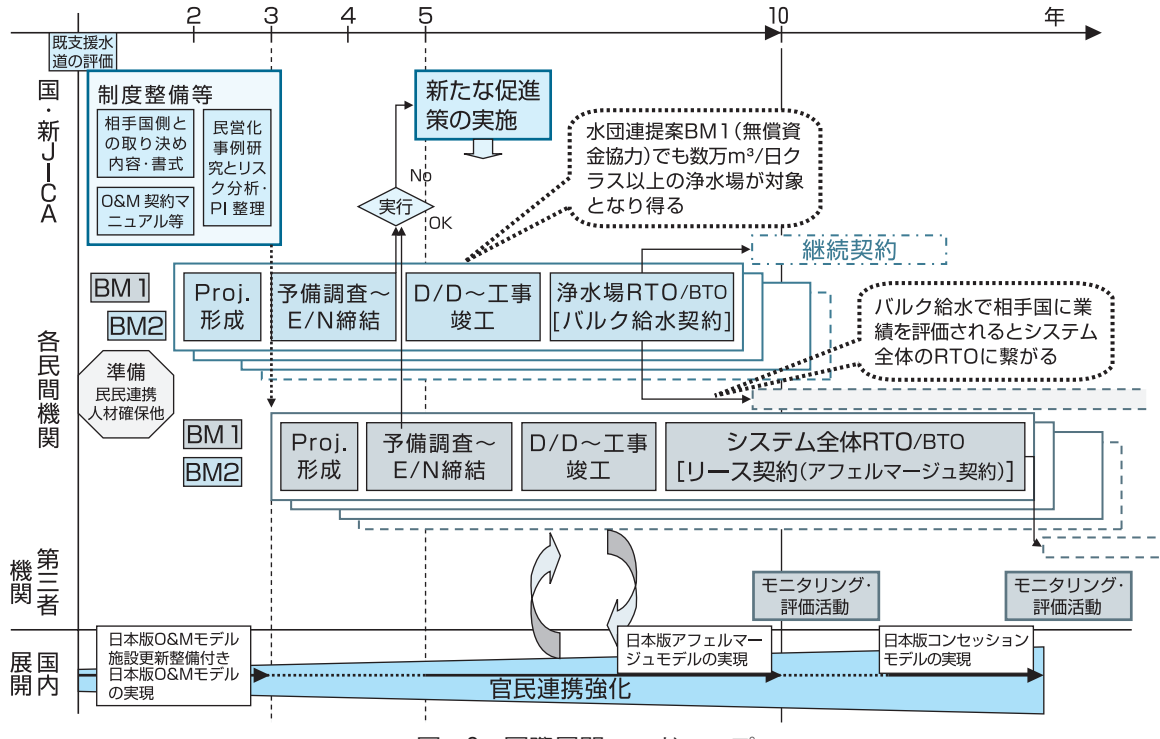 2
3
4
5
10
年
既支援水
道の評価
国・新JICA
制度整備等
相手国側と
の取り決め
内容・書式
民営化
事例研
究とリス
ク分析・
PI 整理
O&M 契約マ
ニュアル等
新たな促進
策の実施
No
実行
OK
水団連提案BM1(無償資
金協力)でも数万m³/日ク
ラス以上の浄水場が対象
となり得る
継続契約
各民間機関
BM1
BM2
Proj.
形成
予備調査~
E/N締結
D/D~工事
竣工
浄水場RTO/BTO
[バルク給水契約]
バルク給水で相手国に業
績を評価されるとシステム
全体のRTOに繋がる
準備
民民連携
人材確保他
BM1
BM2
Proj.
形成
予備調査~
E/N締結
D/D~工事
竣工
システム全体RTO/BTO
[リース契約(アフェルマージュ契約)]
第三者
機関
モニタリング・
評価活動
モニタリング・
評価活動
国内
展開
日本版O&Mモデル
施設更新整備付き
日本版O&Mモデル
の実現
日本版アフェルマー
ジュモデルの実現
日本版コンセッション
モデルの実現
官民連携強化